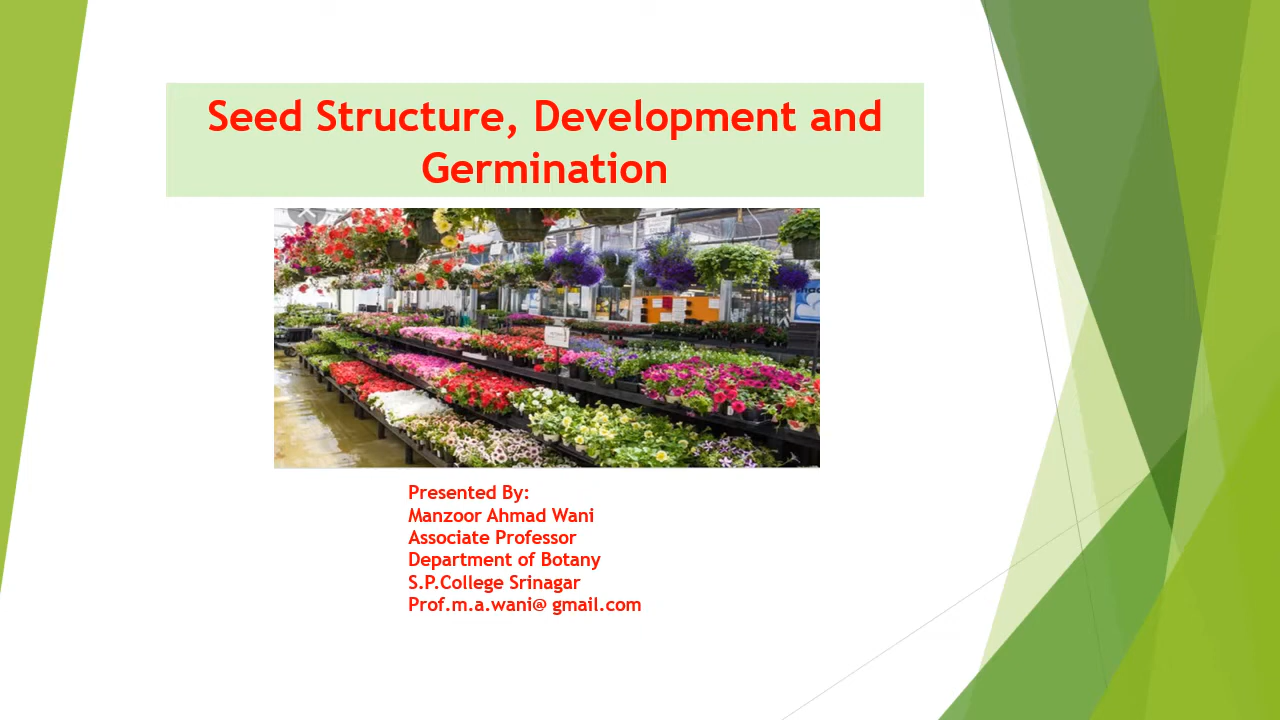 Seed Structure, Development and
Germination
Presented By:
Manzoor Ahmad Wani
Associate Professor
Department of Botany
S.P.College Srinagar
Prof.m.a.wani@ gmail.com